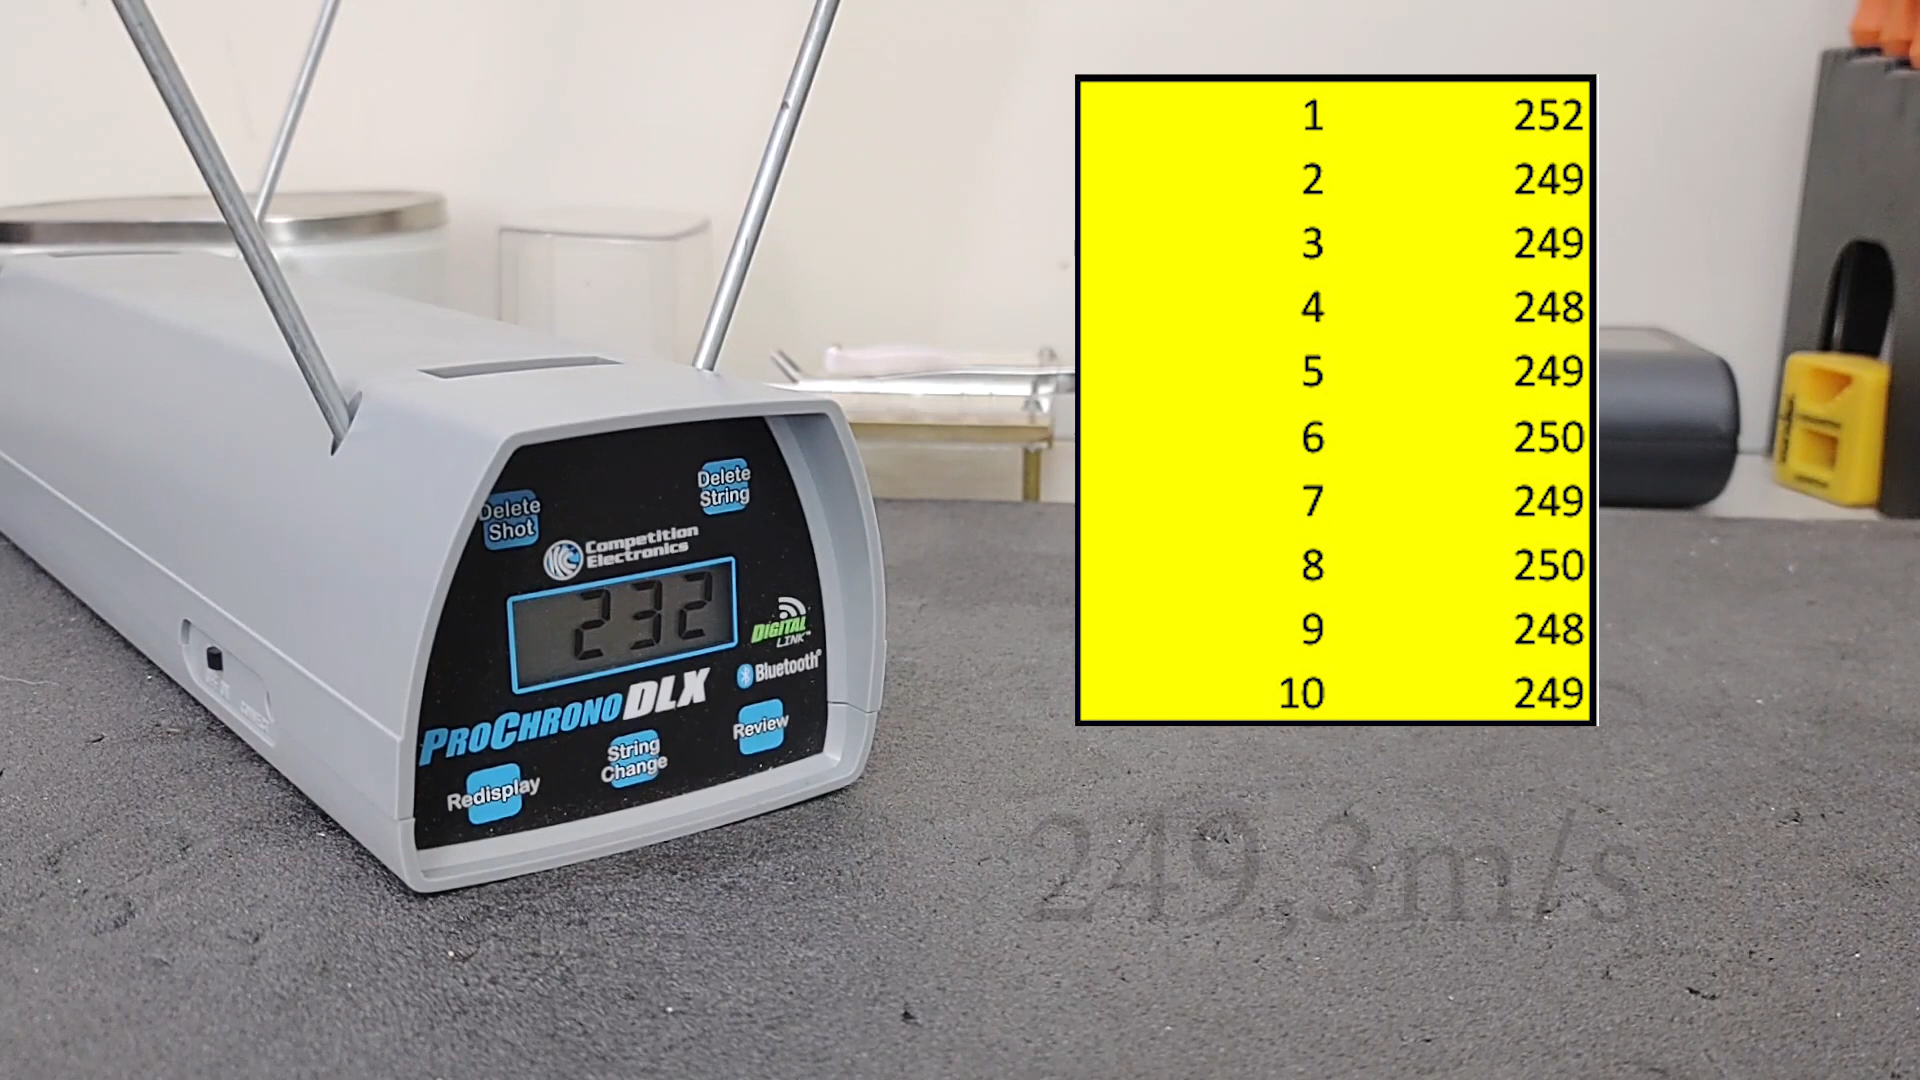 Delete
Shot
Delete
String
Competition
Electronics
232
DIGITAL
LINK™
Bluetooth®
PROCHRONO DLX
Redisplay
String
Change
Review
1 252
2 249
3 249
4 248
5 249
6 250
7 249
8 250
9 248
10 249
249,3m/s